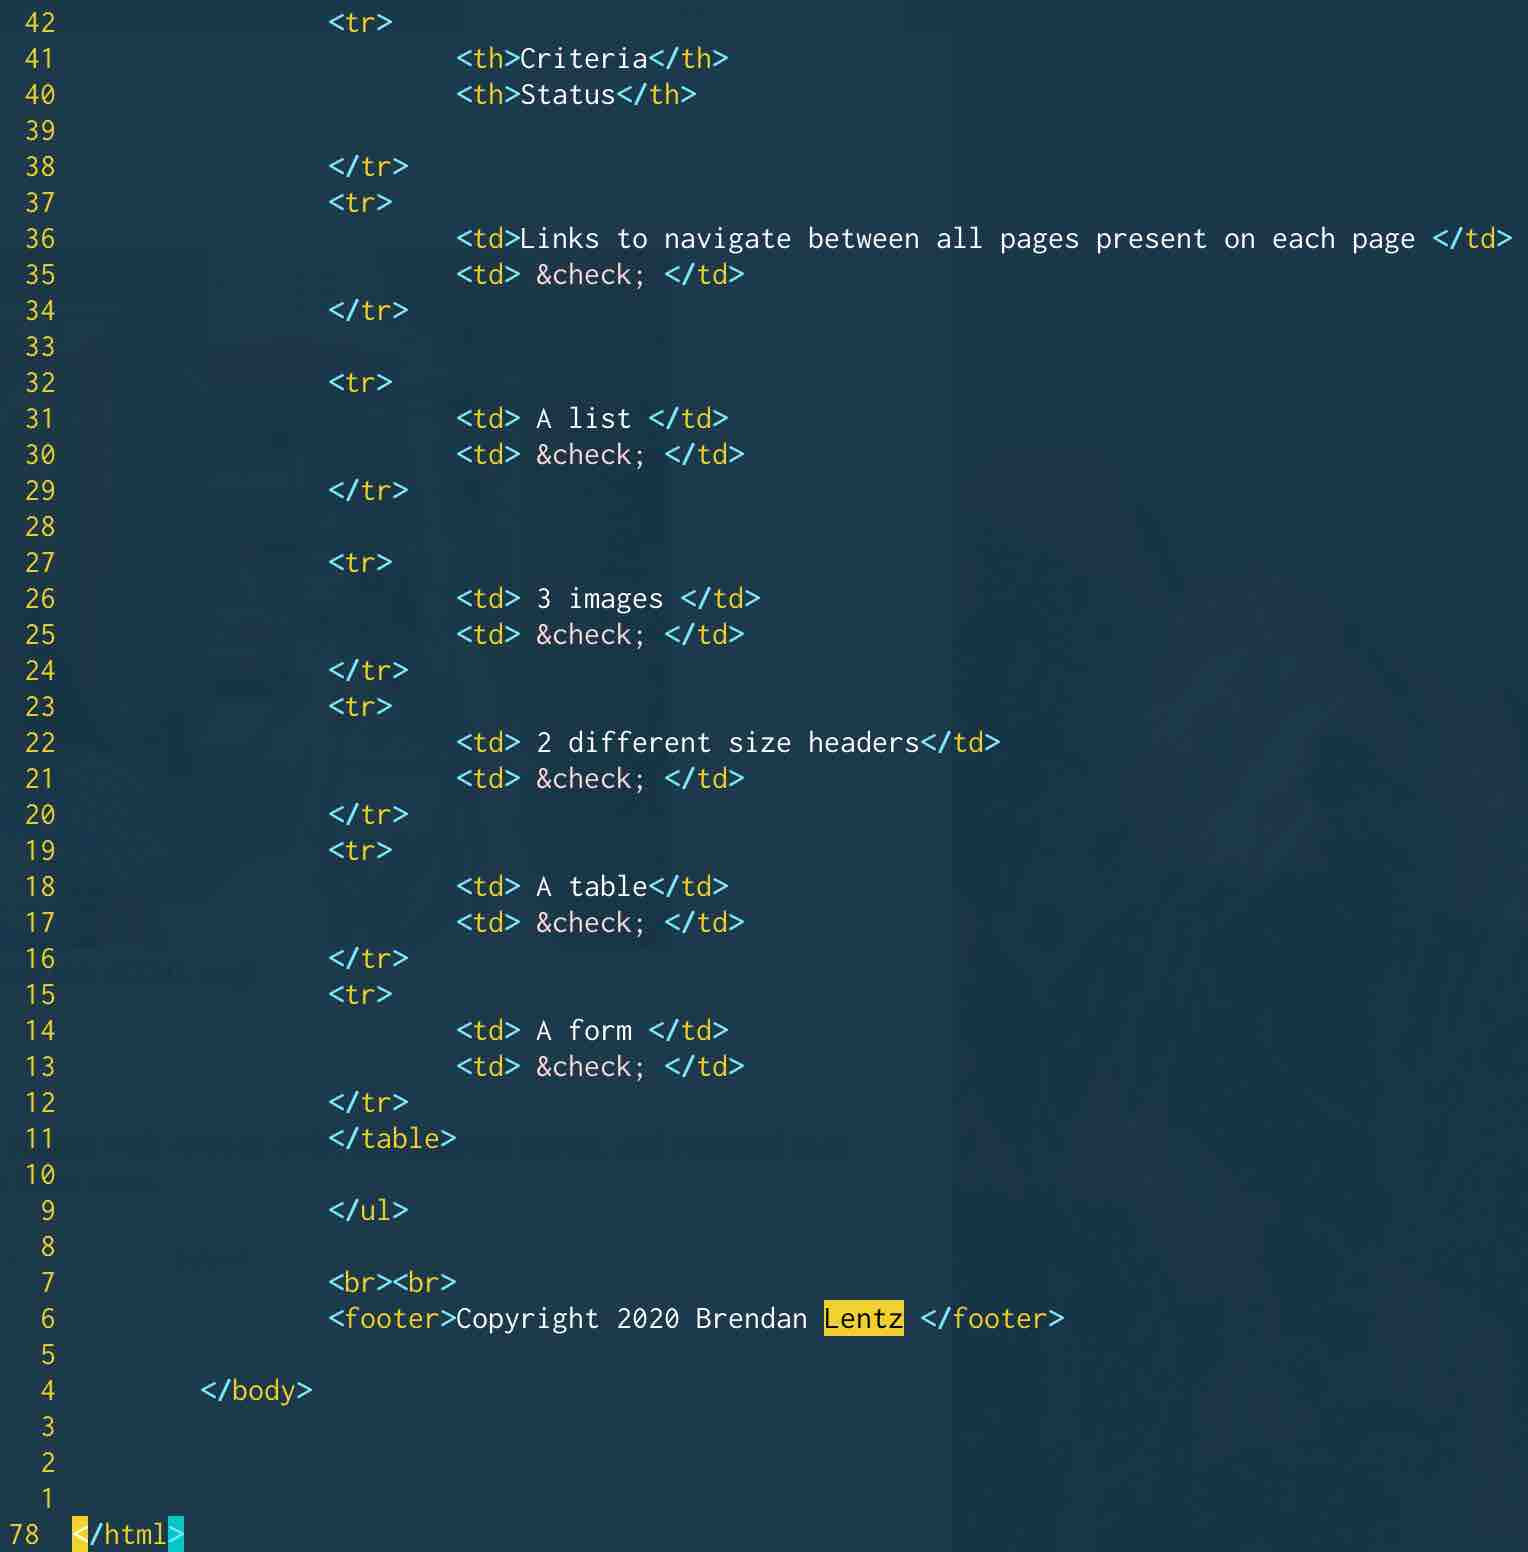 42 <tr>
41 <th>Criteria</th>
40 <th>Status</th>
39
38 </tr>
37 <tr>
36 <td>Links to navigate between all pages present on each page </td>
35 <td> &check; </td>
34 </tr>
33
32 <tr>
31 <td> A list </td>
30 <td> &check; </td>
29 </tr>
28
27 <tr>
26 <td> 3 images </td>
25 <td> &check; </td>
24 </tr>
23 <tr>
22 <td> 2 different size headers</td>
21 <td> &check; </td>
20 </tr>
19 <tr>
18 <td> A table</td>
17 <td> &check; </td>
16 </tr>
15 <tr>
14 <td> A form </td>
13 <td> &check; </td>
12 </tr>
11 </table>
10
9 </ul>
8
7 <br><br>
6 <footer>Copyright 2020 Brendan Lentz </footer>
5
4 </body>
3
2
1
78 </html>